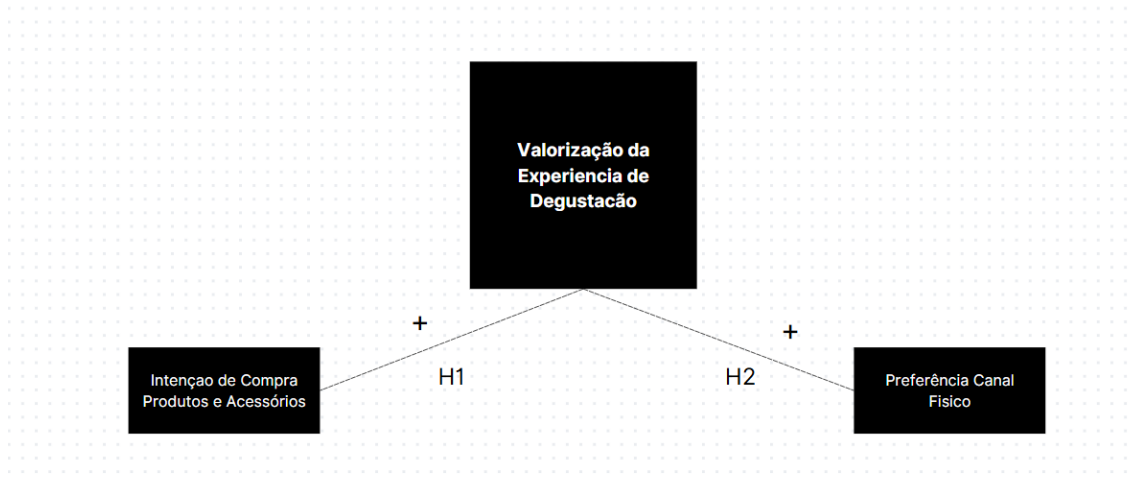 Valorização da
Experiencia de
Degustacão
+
+
H1
H2
Intençao de Compra
Produtos e Acessórios
Preferência Canal
Fisico